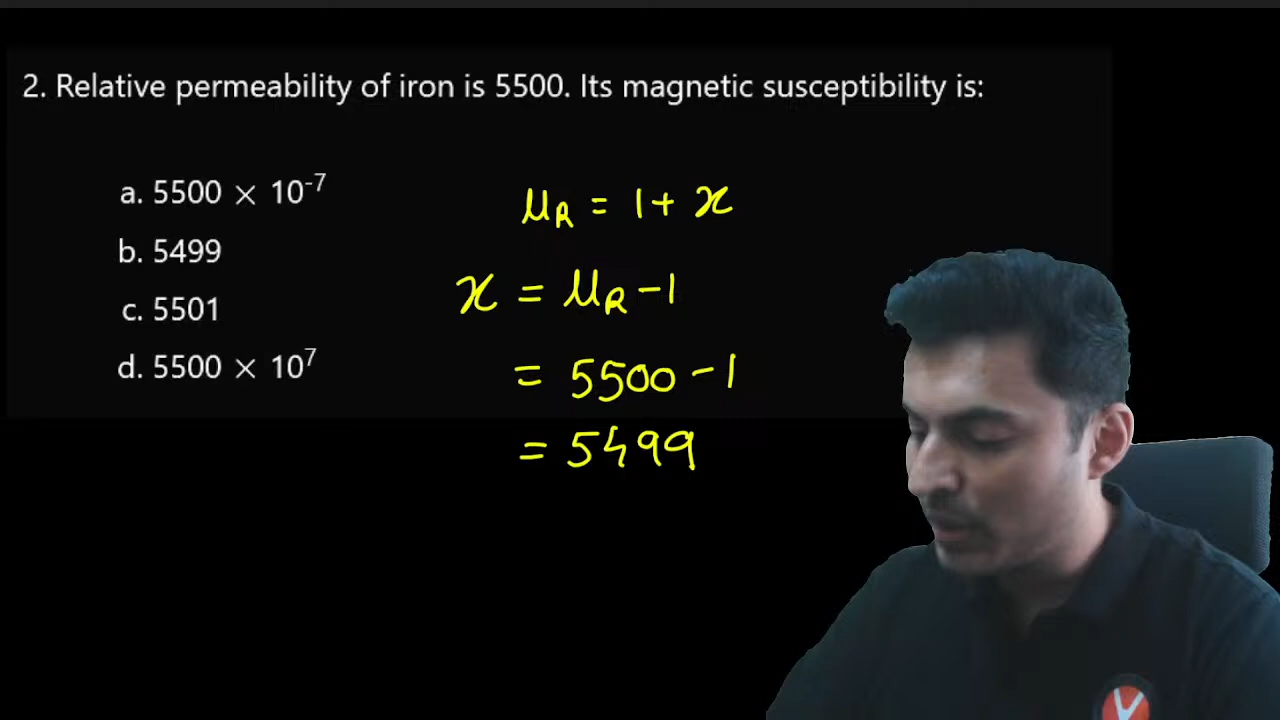 2. Relative permeability of iron is 5500. Its magnetic susceptibility is:
a. 5500 × 10⁻⁷
b. 5499
c. 5501
d. 5500 × 10⁷
μR = 1 + x
x = μR - 1
= 5500 - 1
= 5499